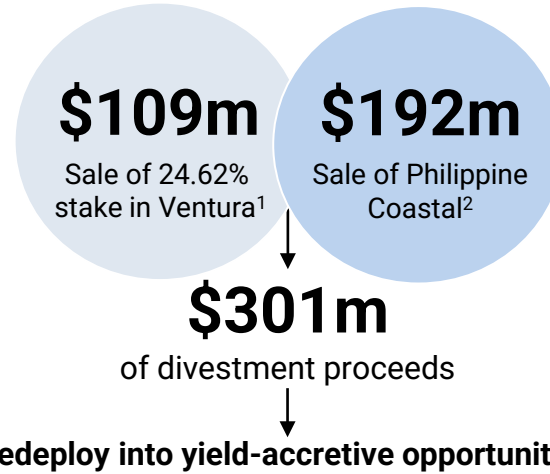 $109m
Sale of 24.62%
stake in Ventura1
$192m
Sale of Philippine
Coastal2
$301m
of divestment proceeds
edeploy into yield-accretive opportunit